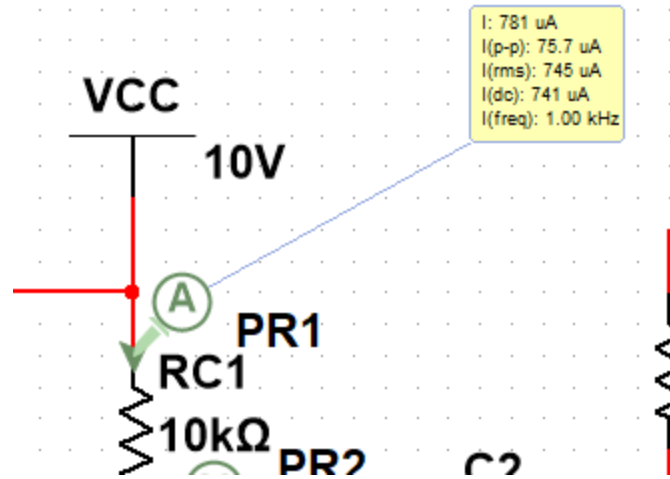 I: 781 uA
I(p-p): 75.7 uA
I(rms): 745 uA
I(dc): 741 uA
I(freq): 1.00 kHz
VCC
10V
A
PR1
RC1
10kΩ
PR2
C2